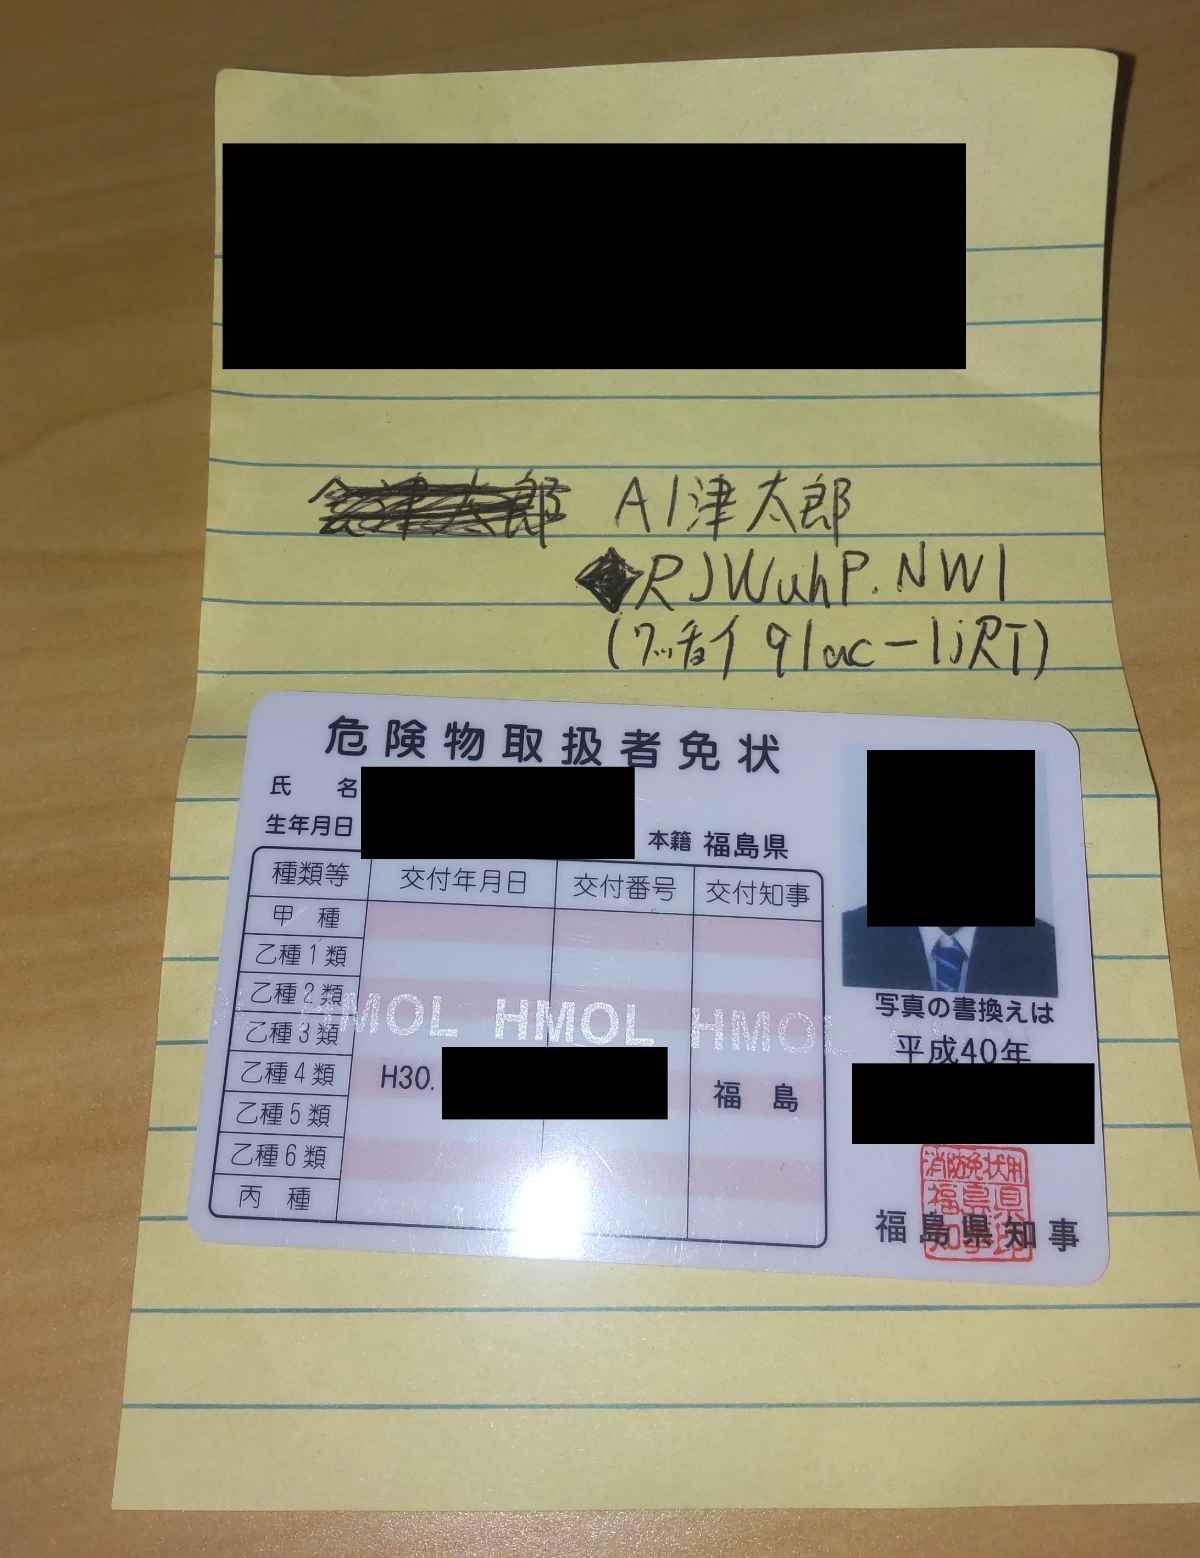 AI津太郎
◆RJWuhP.NWI
(ワッチョイ 91ac-ljRT)
危険物取扱者免状
氏 名
生年月日
本籍 福島県
種類等 交付年月日 交付番号 交付知事
甲 種
乙種1類
乙種2類
HMOL HMOL HMOL
乙種3類
乙種4類 H30. 福 島
乙種5類
乙種6類
丙 種
写真の書換えは
平成40年
福島県知事